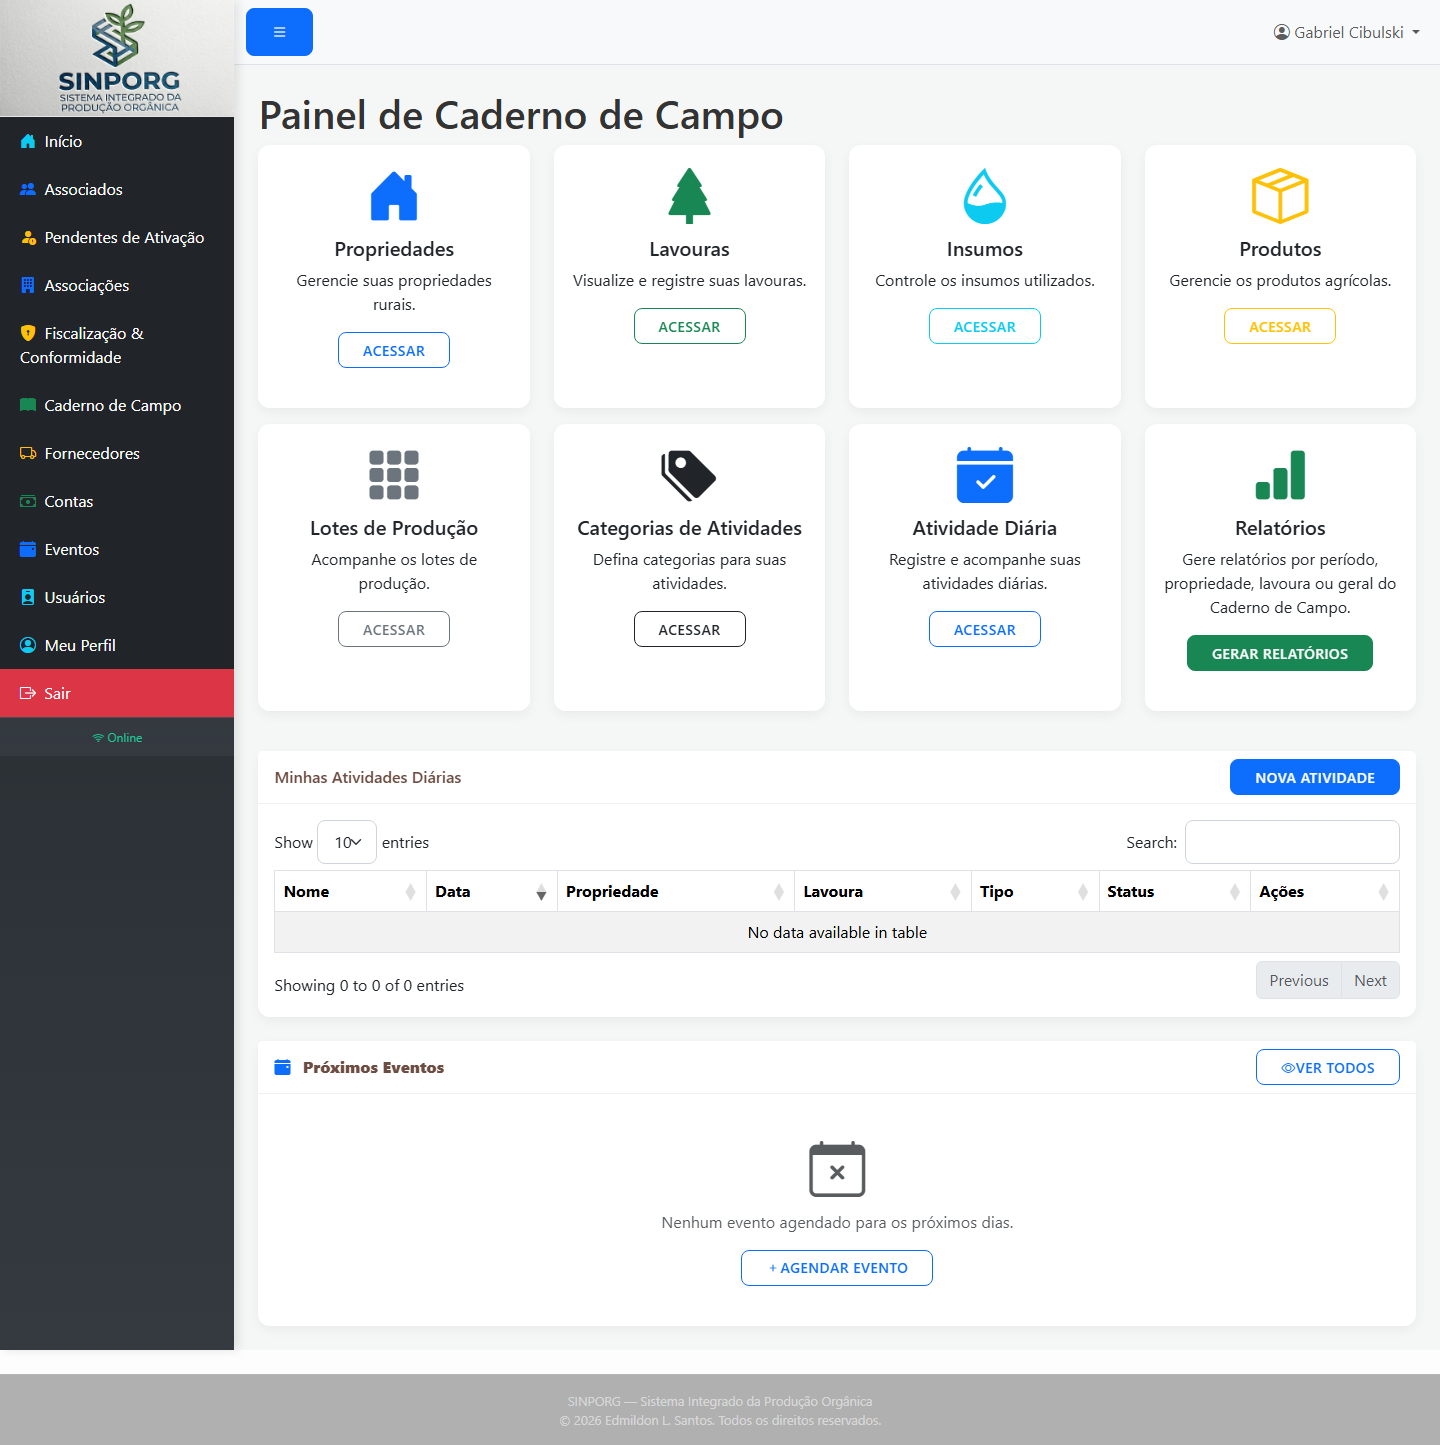 SINPORG
SISTEMA INTEGRADO DA
PRODUÇÃO ORGÂNICA
Início
Associados
Pendentes de Ativação
Associações
Fiscalização &
Conformidade
Caderno de Campo
Fornecedores
Contas
Eventos
Usuários
Meu Perfil
Sair
Online
Gabriel Cibulski
Painel de Caderno de Campo
Propriedades
Gerencie suas propriedades
rurais.
ACESSAR
Lavouras
Visualize e registre suas lavouras.
ACESSAR
Insumos
Controle os insumos utilizados.
ACESSAR
Produtos
Gerencie os produtos agrícolas.
ACESSAR
Lotes de Produção
Acompanhe os lotes de
produção.
ACESSAR
Categorias de Atividades
Defina categorias para suas
atividades.
ACESSAR
Atividade Diária
Registre e acompanhe suas
atividades diárias.
ACESSAR
Relatórios
Gere relatórios por período,
propriedade, lavoura ou geral do
Caderno de Campo.
GERAR RELATÓRIOS
Minhas Atividades Diárias
NOVA ATIVIDADE
Show 10 entries
Search:
Nome Data Propriedade Lavoura Tipo Status Ações
No data available in table
Showing 0 to 0 of 0 entries
Previous Next
Próximos Eventos
VER TODOS
Nenhum evento agendado para os próximos dias.
+ AGENDAR EVENTO
SINPORG — Sistema Integrado da Produção Orgânica
© 2026 Edmildon L. Santos. Todos os direitos reservados.